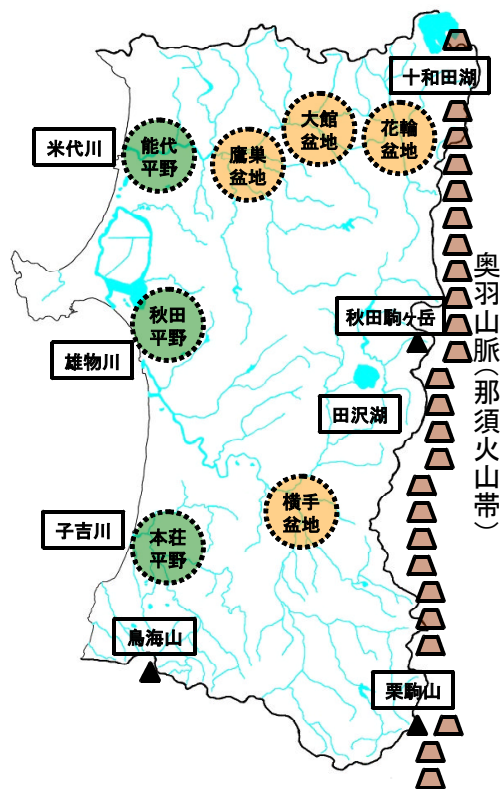 十和田湖
大館
盆地
花輪
盆地
米代川
能代
平野
鷹巣
盆地
奥羽山脈(那須火山帯)
秋田
平野
秋田駒ヶ岳
雄物川
田沢湖
横手
盆地
子吉川
本荘
平野
鳥海山
栗駒山